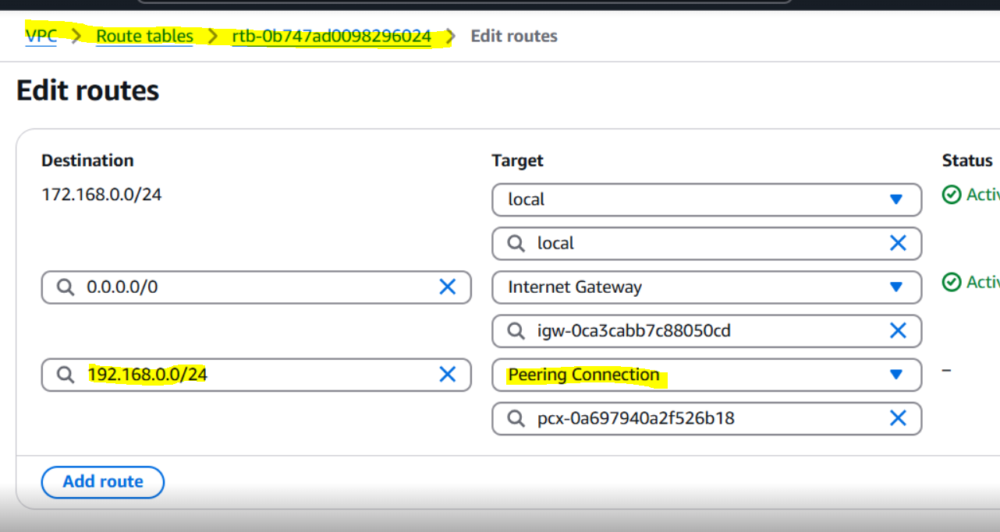 VPC > Route tables > rtb-0b747ad0098296024 > Edit routes
Edit routes
Destination Target Status
172.168.0.0/24 local
local
0.0.0.0/0 Internet Gateway
igw-0ca3cabb7c88050cd
192.168.0.0/24 Peering Connection –
pcx-0a697940a2f526b18
Add route